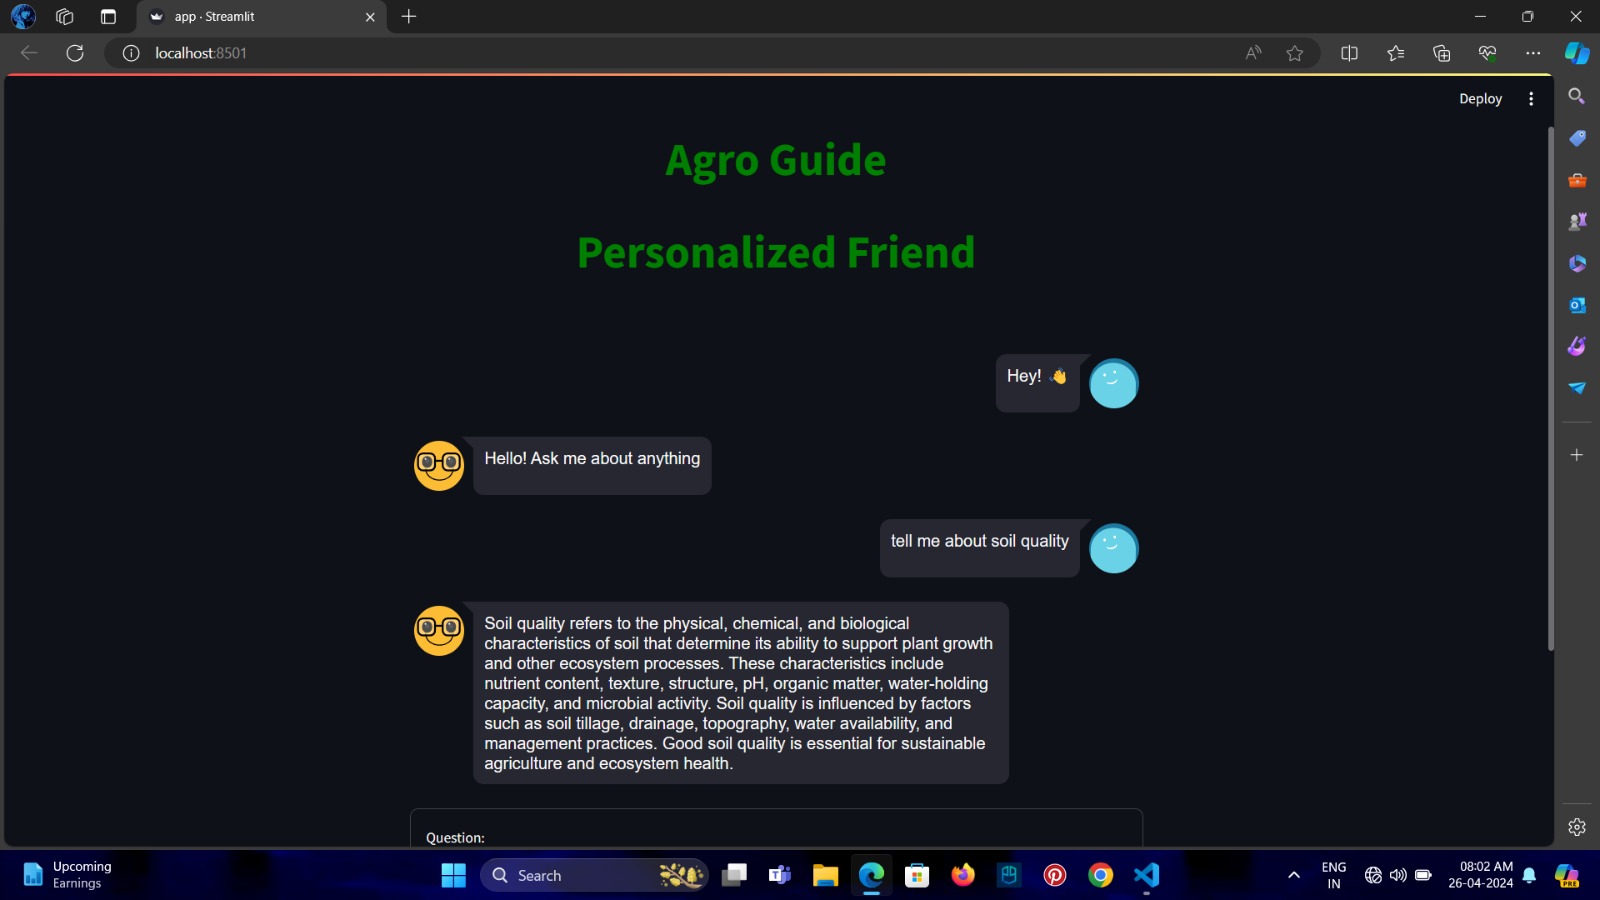 app · Streamlit
localhost:8501
Deploy
Agro Guide
Personalized Friend
Hey! 👋
Hello! Ask me about anything
tell me about soil quality
Soil quality refers to the physical, chemical, and biological
characteristics of soil that determine its ability to support plant growth
and other ecosystem processes. These characteristics include
nutrient content, texture, structure, pH, organic matter, water-holding
capacity, and microbial activity. Soil quality is influenced by factors
such as soil tillage, drainage, topography, water availability, and
management practices. Good soil quality is essential for sustainable
agriculture and ecosystem health.
Question:
Upcoming
Earnings
Search
ENG
IN
08:02 AM
26-04-2024
PRE